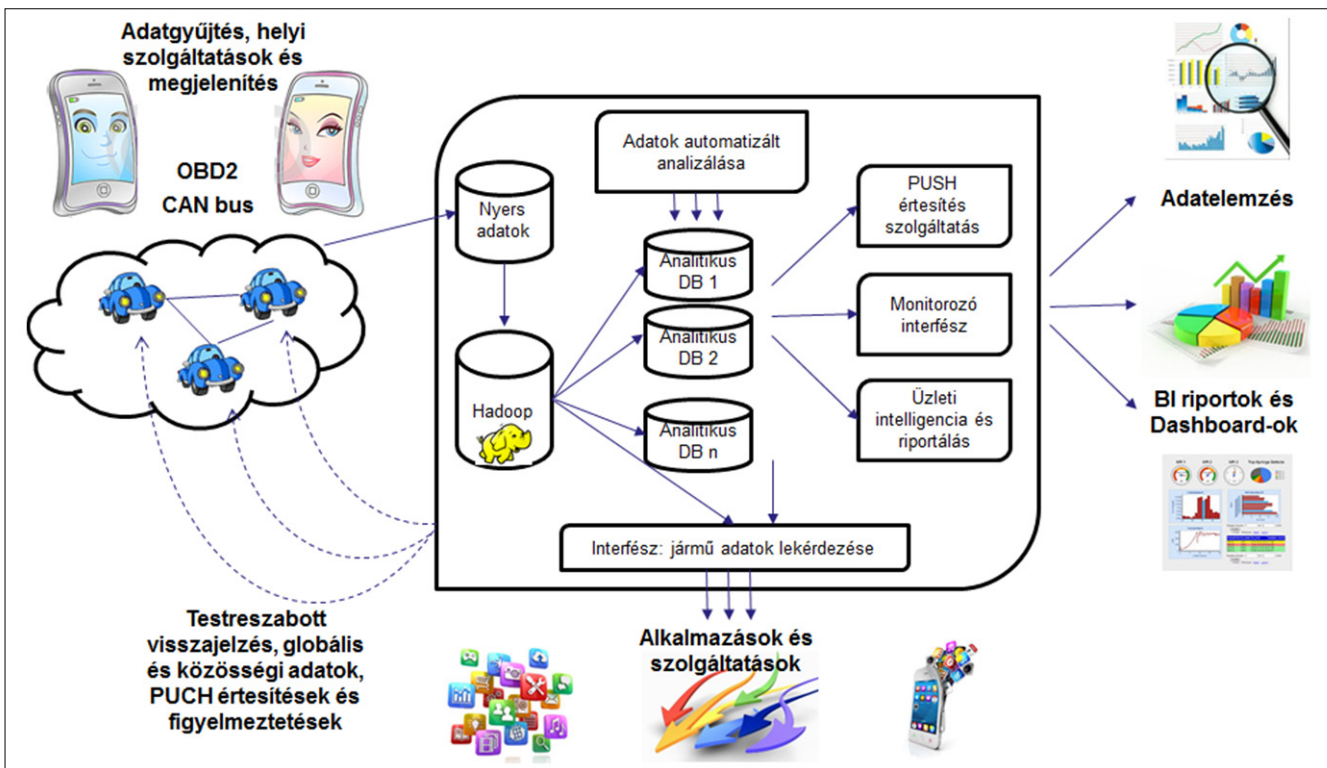 Adatgyűjtés, helyi
szolgáltatások és
megjelenítés
OBD2
CAN bus
Nyers
adatok
Hadoop
Adatok automatizált
analizálása
Analitikus
DB 1
Analitikus
DB 2
Analitikus
DB n
PUSH
értesítés
szolgáltatás
Monitorozó
interfész
Üzleti
intelligencia és
riportálás
Interfész: jármű adatok lekérdezése
Adatelemzés
BI riportok és
Dashboard-ok
Testreszabott
visszajelzés, globális
és közösségi adatok,
PUCH értesítések és
figyelmeztetések
Alkalmazások és
szolgáltatások